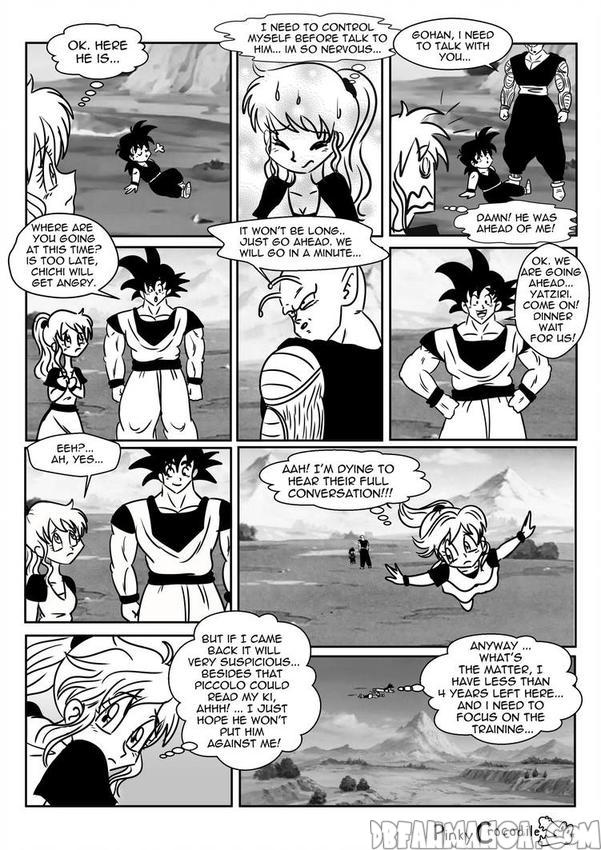 OK. HERE
HE IS...
I NEED TO CONTROL
MYSELF BEFORE TALK TO
HIM... IM SO NERVOUS...
GOHAN, I NEED
TO TALK WITH
YOU...
DAMN! HE WAS
AHEAD OF ME!
WHERE ARE
YOU GOING
AT THIS TIME?
IS TOO LATE,
CHICHI WILL
GET ANGRY.
IT WON'T BE LONG..
JUST GO AHEAD. WE
WILL GO IN A MINUTE...
OK. WE
ARE GOING
AHEAD...
YATZIRI.
COME ON!
DINNER
WAIT
FOR US!
EEH?...
AH, YES...
AAH! I'M DYING TO
HEAR THEIR FULL
CONVERSATION!!!
BUT IF I CAME
BACK IT WILL
VERY SUSPICIOUS...
BESIDES THAT
PICCOLO COULD
READ MY KI,
AHHH! ... I JUST
HOPE HE WON'T
PUT HIM
AGAINST ME!
ANYWAY ...
WHAT'S
THE MATTER, I
HAVE LESS THAN
4 YEARS LEFT HERE...
AND I NEED TO
FOCUS ON THE
TRAINING...
Pinky Crocodile
DBFANMANGA.COM